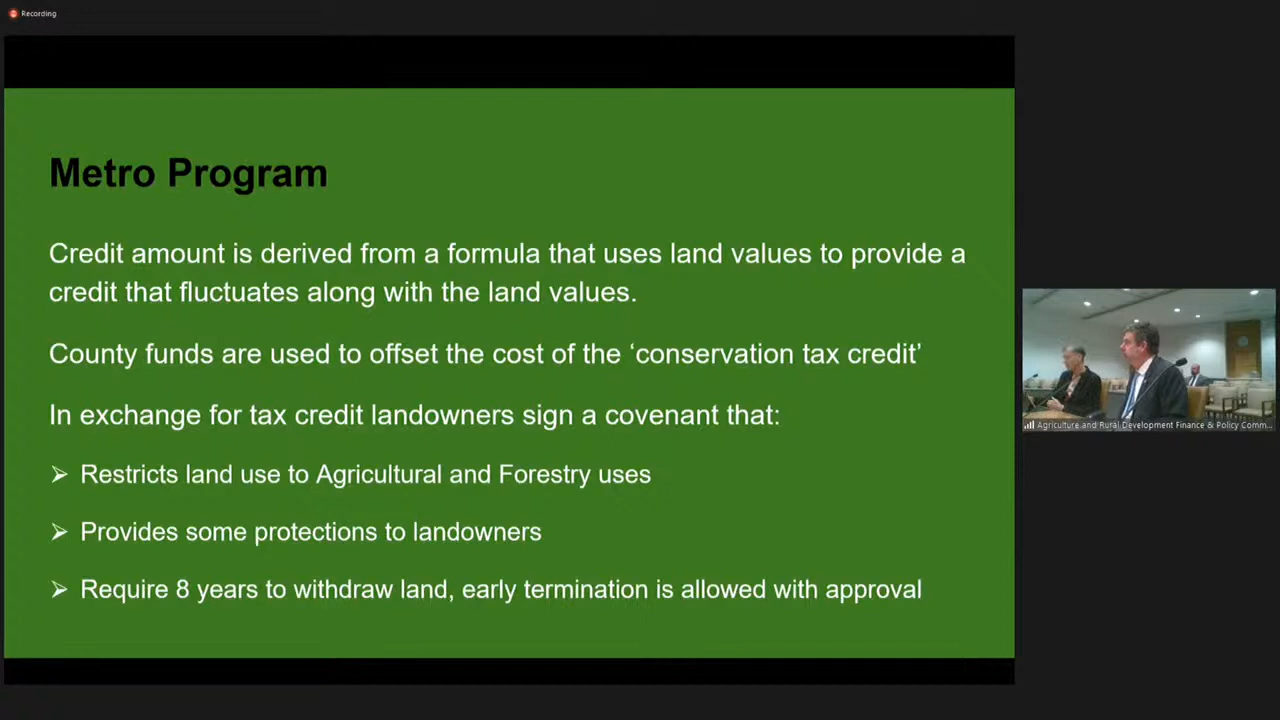 Recording
Metro Program
Credit amount is derived from a formula that uses land values to provide a
credit that fluctuates along with the land values.
County funds are used to offset the cost of the ‘conservation tax credit’
In exchange for tax credit landowners sign a covenant that:
➢ Restricts land use to Agricultural and Forestry uses
➢ Provides some protections to landowners
➢ Require 8 years to withdraw land, early termination is allowed with approval
Agriculture and Rural Development Finance & Policy Comm...